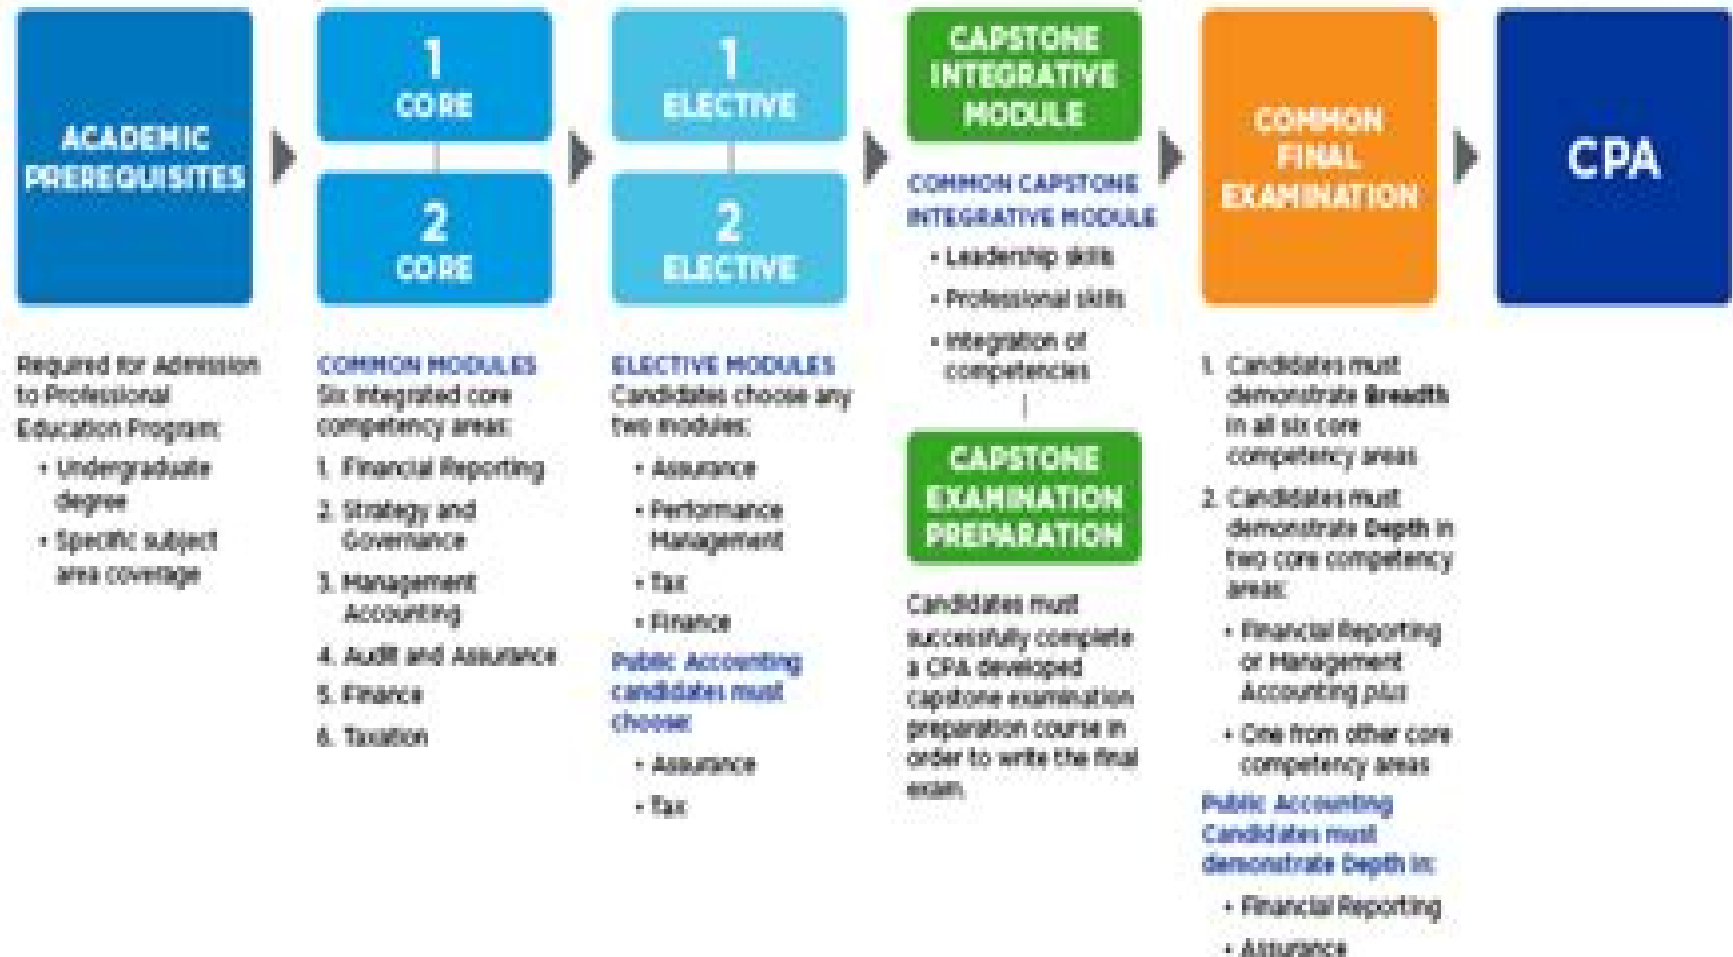 ACADEMIC
PREREQUISITES
Required for Admission
to Professional
Education Program:
• Undergraduate
degree
• Specific subject
area coverage
1
CORE
2
CORE
COMMON MODULES
Six integrated core
competency areas:
1. Financial Reporting
2. Strategy and
Governance
3. Management
Accounting
4. Audit and Assurance
5. Finance
6. Taxation
1
ELECTIVE
2
ELECTIVE
ELECTIVE MODULES
Candidates choose any
two modules:
• Assurance
• Performance
Management
• Tax
• Finance
Public Accounting
candidates must
choose:
• Assurance
• Tax
CAPSTONE
INTEGRATIVE
MODULE
COMMON CAPSTONE
INTEGRATIVE MODULE
• Leadership skills
• Professional skills
• Integration of
competencies
CAPSTONE
EXAMINATION
PREPARATION
Candidates must
successfully complete
a CPA developed
capstone examination
preparation course in
order to write the final
exam.
COMMON
FINAL
EXAMINATION
1. Candidates must
demonstrate Breadth
in all six core
competency areas
2. Candidates must
demonstrate Depth in
two core competency
areas:
• Financial Reporting
or Management
Accounting plus
• One from other core
competency areas
Public Accounting
Candidates must
demonstrate Depth in:
• Financial Reporting
• Assurance
CPA